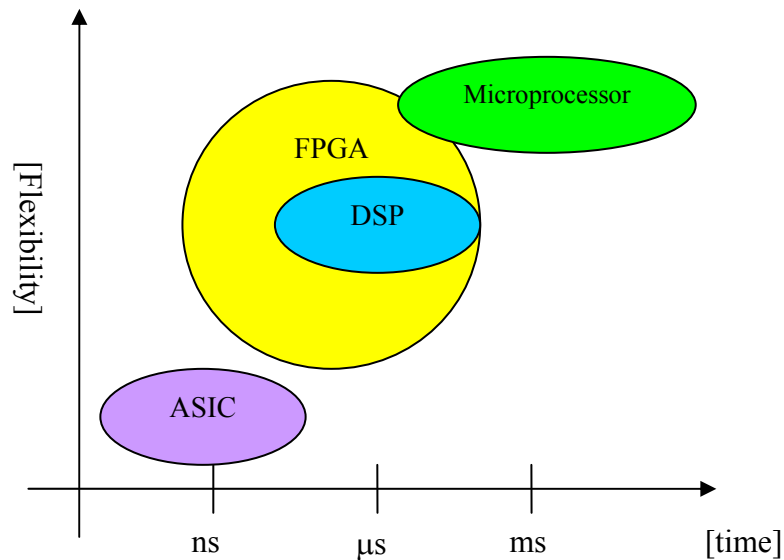 Microprocessor
FPGA
DSP
[Flexibility]
ASIC
ns
μs
ms
[time]